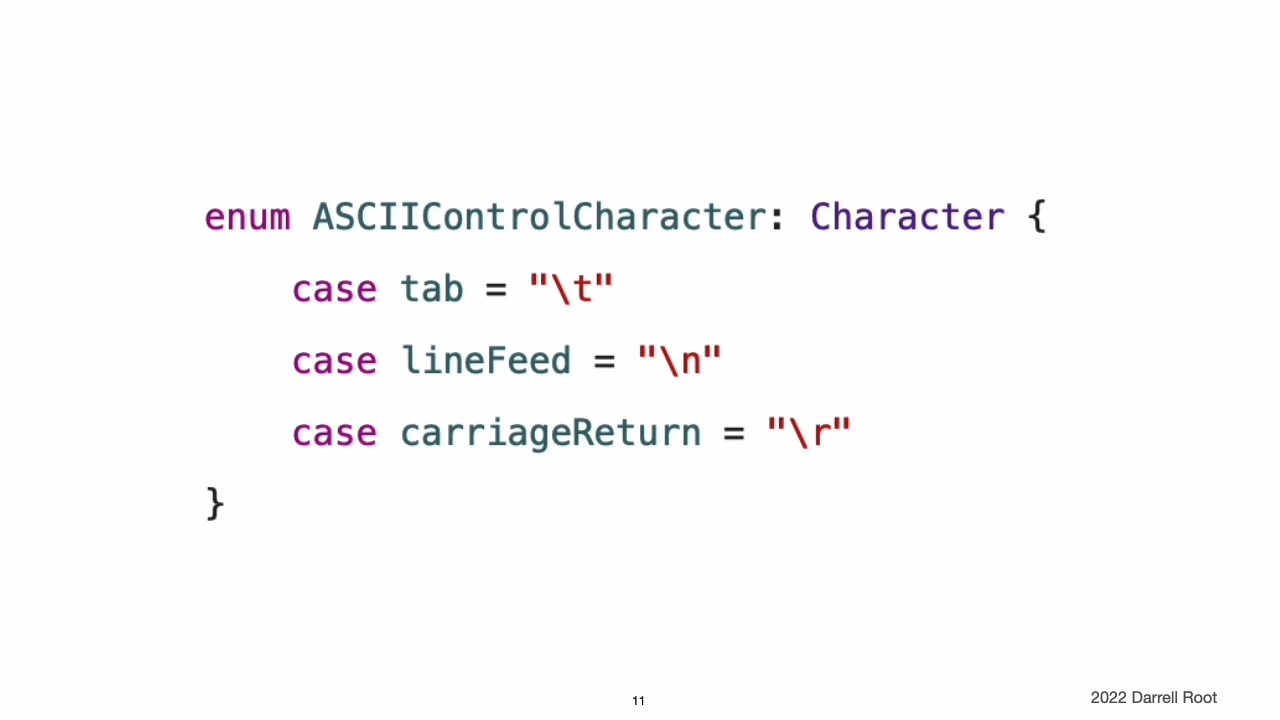 enum ASCIIControlCharacter: Character {
    case tab = "\t"
    case lineFeed = "\n"
    case carriageReturn = "\r"
}
11
2022 Darrell Root